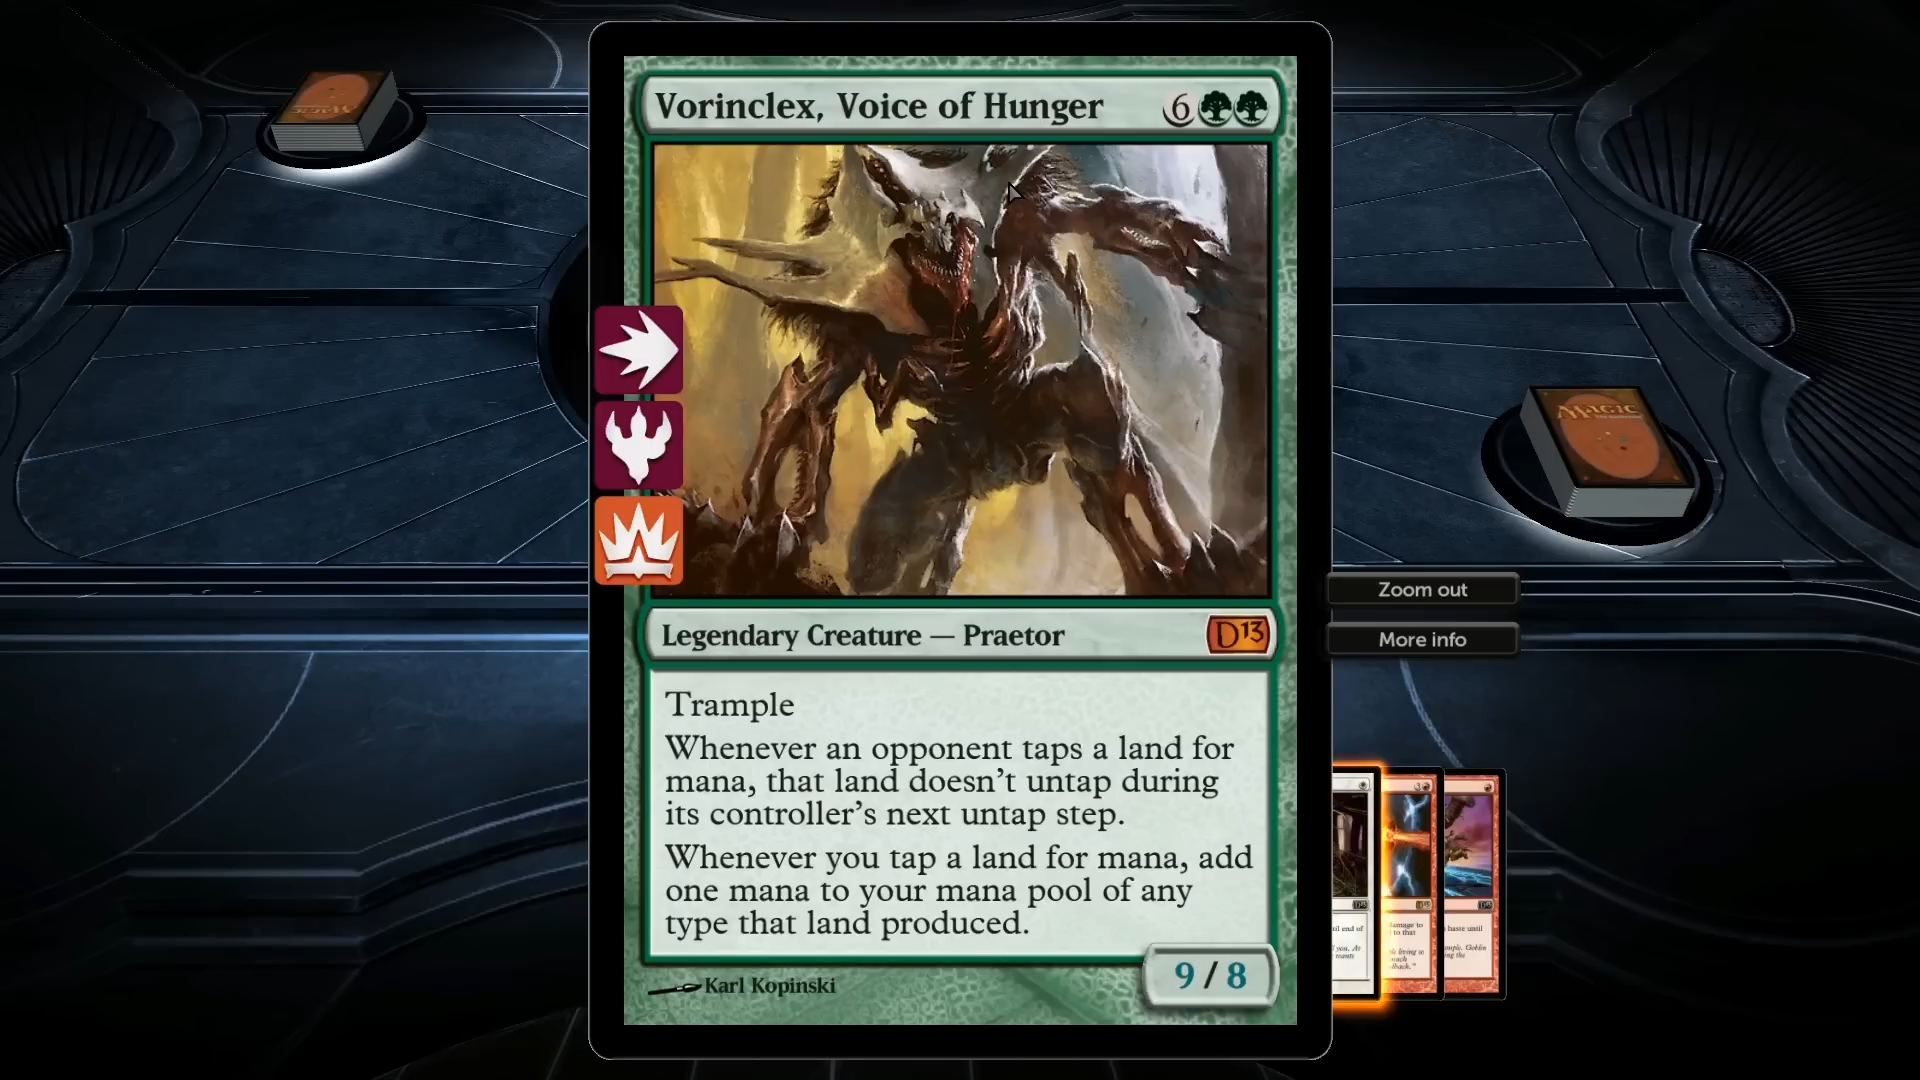 Vorinclex, Voice of Hunger 6
Legendary Creature — Praetor D13
Trample
Whenever an opponent taps a land for
mana, that land doesn't untap during
its controller's next untap step.
Whenever you tap a land for mana, add
one mana to your mana pool of any
type that land produced.
Karl Kopinski
9 / 8
Magic
Zoom out
More info